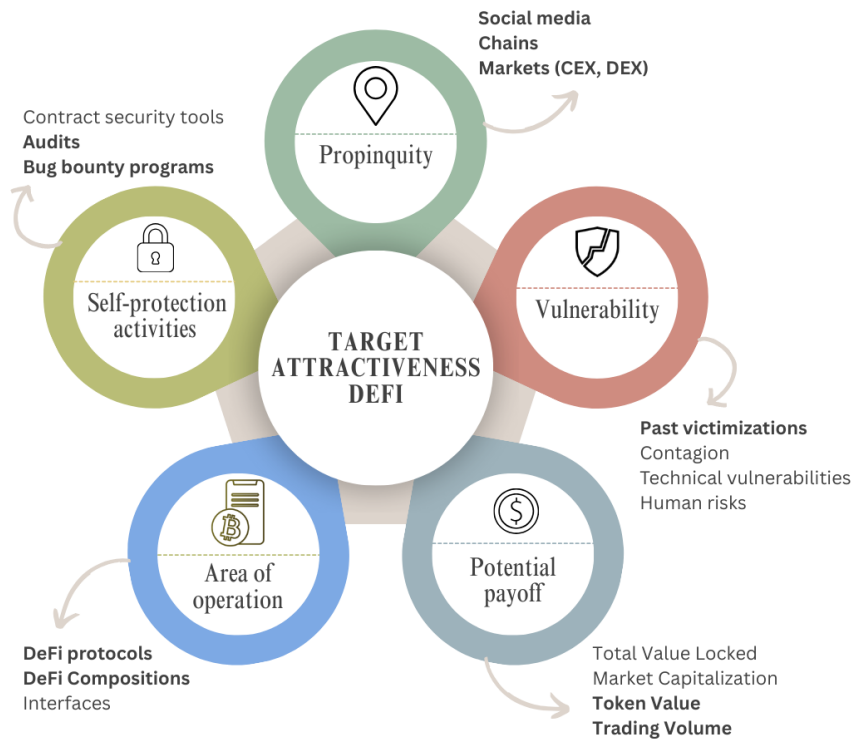 Social media
Chains
Markets (CEX, DEX)
Propinquity
Contract security tools
Audits
Bug bounty programs
Self-protection
activities
Vulnerability
TARGET
ATTRACTIVENESS
DEFI
Past victimizations
Contagion
Technical vulnerabilities
Human risks
Area of
operation
Potential
payoff
DeFi protocols
DeFi Compositions
Interfaces
Total Value Locked
Market Capitalization
Token Value
Trading Volume